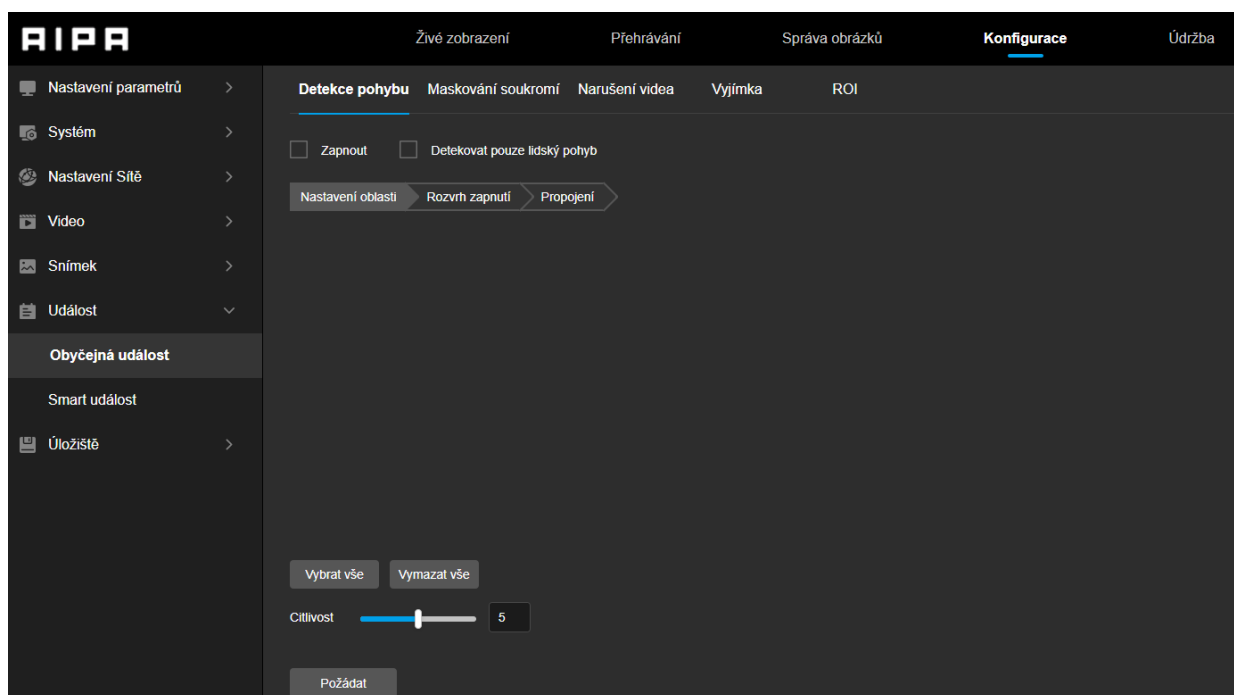 AIPA
Živé zobrazení Přehrávání Správa obrázků Konfigurace Údržba
Nastavení parametrů
Systém
Nastavení Sítě
Video
Snímek
Událost
Obyčejná událost
Smart událost
Úložiště
Detekce pohybu Maskování soukromí Narušení videa Vyjímka ROI
Zapnout Detekovat pouze lidský pohyb
Nastavení oblasti Rozvrh zapnutí Propojení
Vybrat vše Vymazat vše
Citlivost 5
Požádat